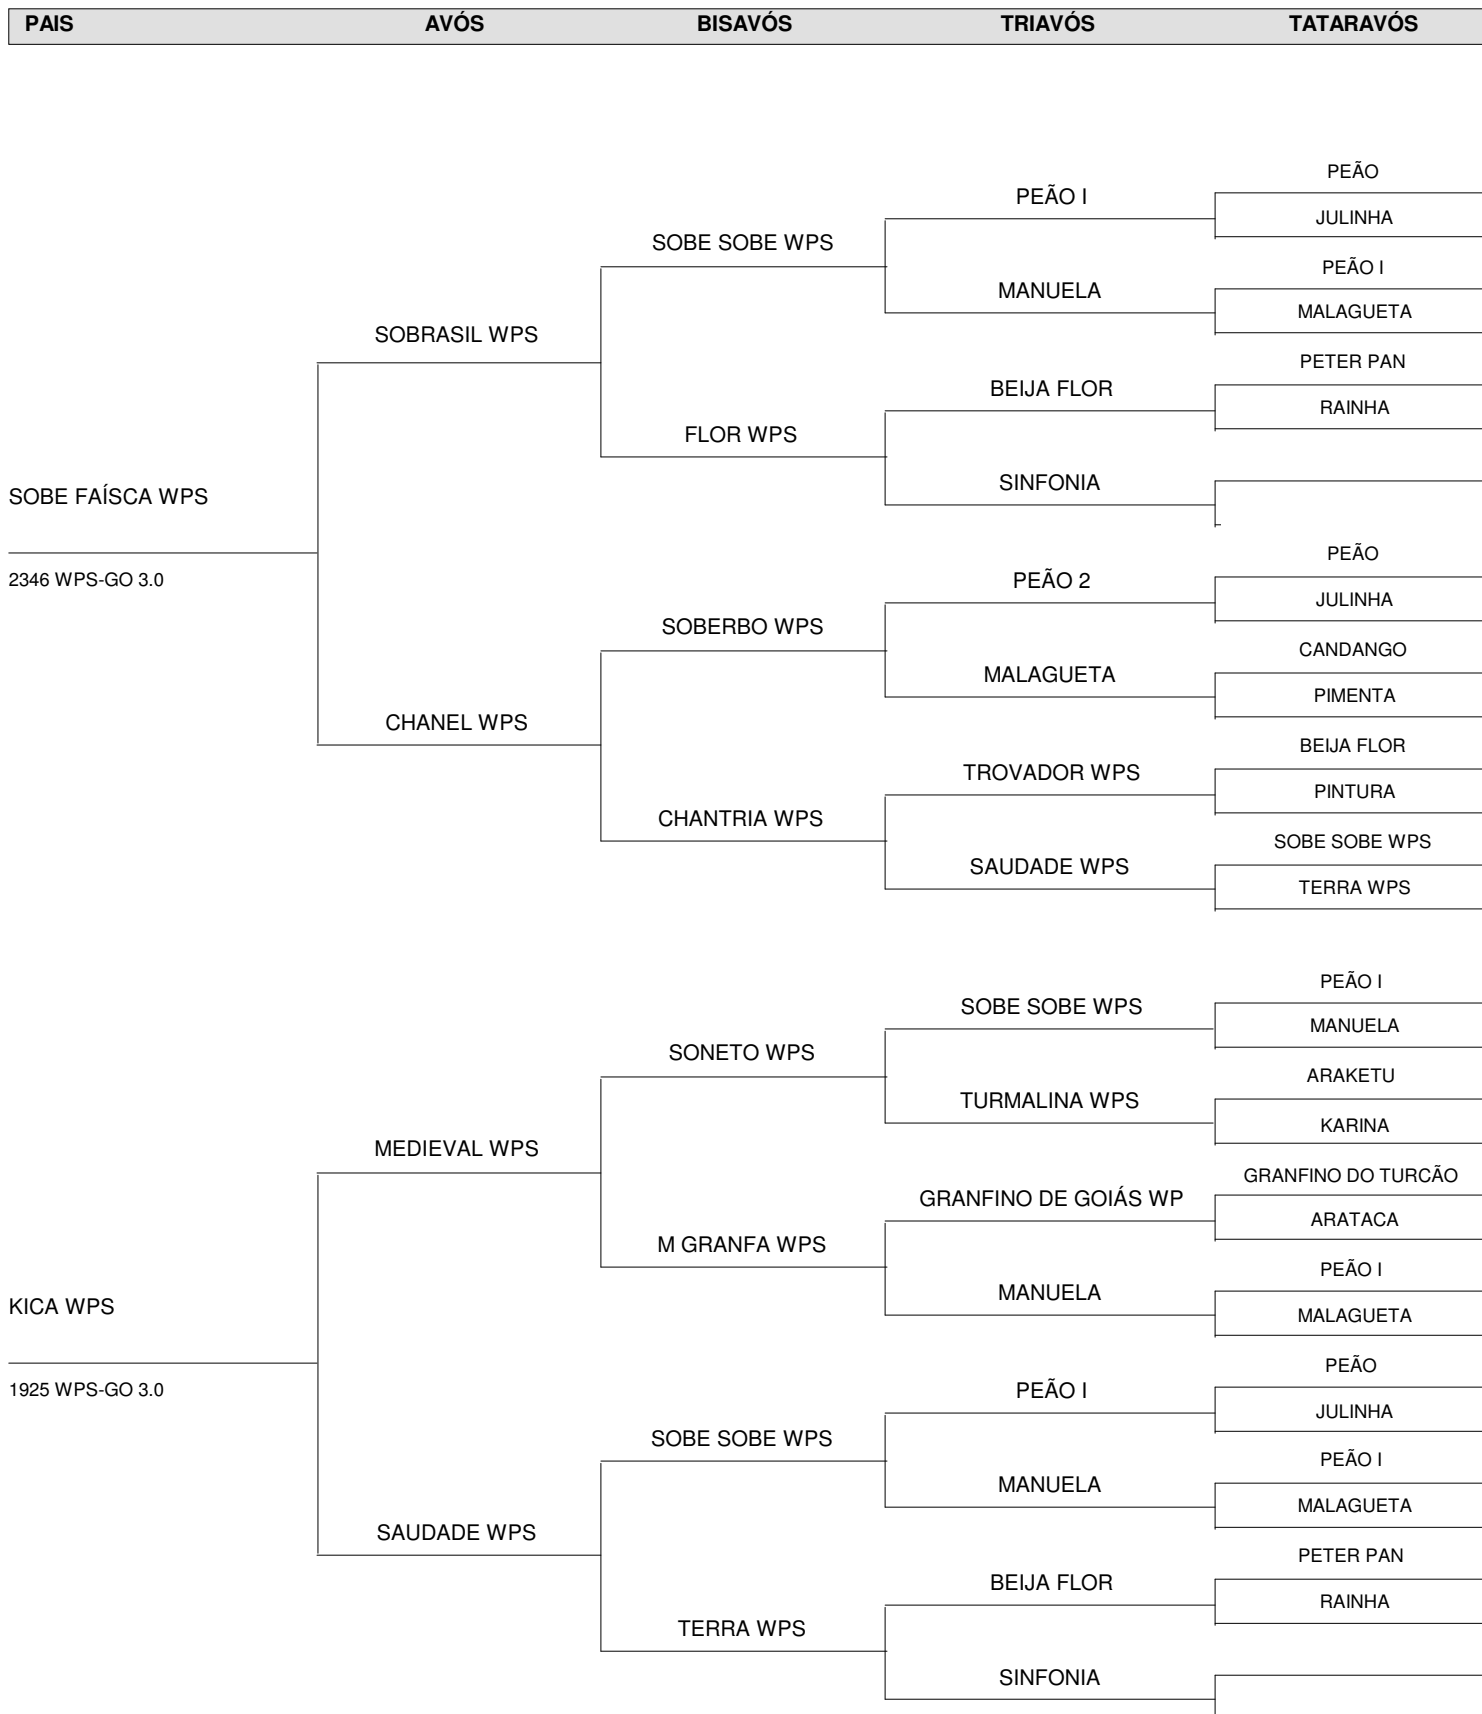 PAIS AVÓS BISAVÓS TRIAVÓS TATARAVÓS
PEÃO
PEÃO I
JULINHA
SOBE SOBE WPS
PEÃO I
MANUELA
MALAGUETA
SOBRASIL WPS
PETER PAN
BEIJA FLOR
RAINHA
FLOR WPS
SINFONIA
SOBE FAÍSCA WPS
PEÃO
2346 WPS-GO 3.0
PEÃO 2
JULINHA
SOBERBO WPS
CANDANGO
MALAGUETA
PIMENTA
CHANEL WPS
BEIJA FLOR
TROVADOR WPS
PINTURA
CHANTRIA WPS
SOBE SOBE WPS
SAUDADE WPS
TERRA WPS
PEÃO I
SOBE SOBE WPS
MANUELA
SONETO WPS
ARAKETU
TURMALINA WPS
KARINA
MEDIEVAL WPS
GRANFINO DO TURCÃO
GRANFINO DE GOIÁS WP
ARATACA
M GRANFA WPS
PEÃO I
MANUELA
KICA WPS
MALAGUETA
PEÃO
1925 WPS-GO 3.0
PEÃO I
JULINHA
SOBE SOBE WPS
PEÃO I
MANUELA
MALAGUETA
SAUDADE WPS
PETER PAN
BEIJA FLOR
RAINHA
TERRA WPS
SINFONIA